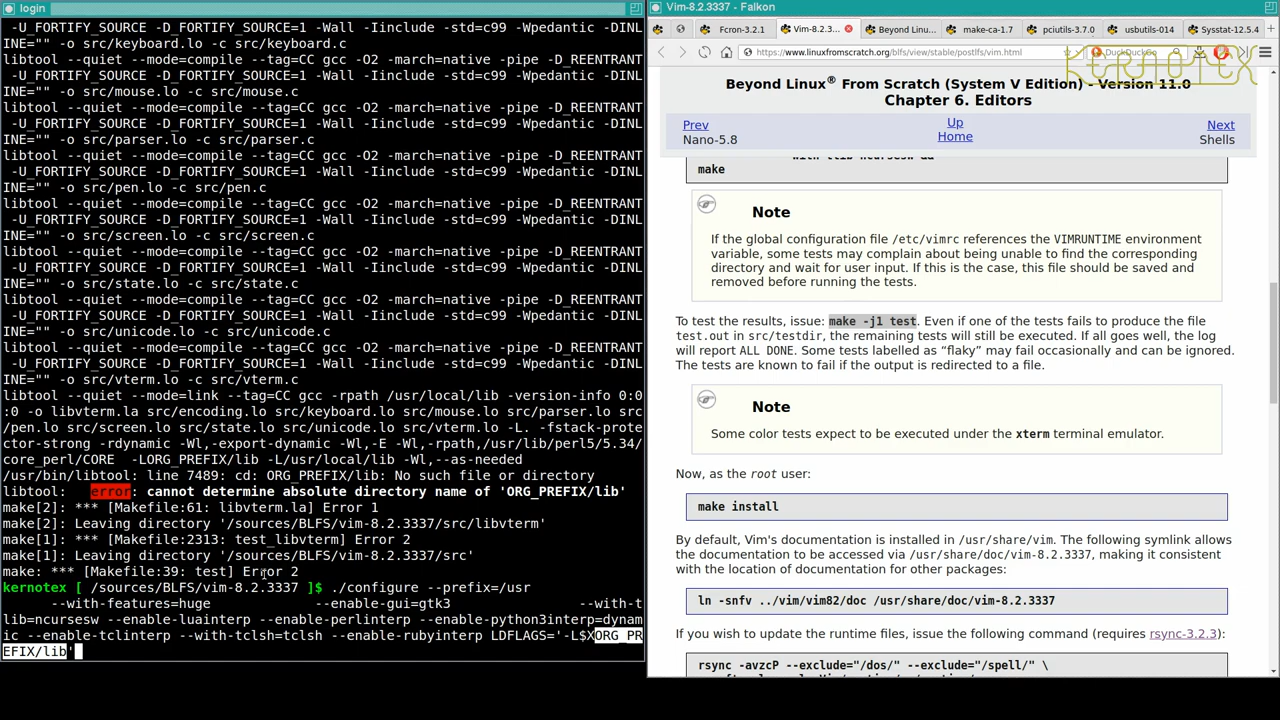 login
-U_FORTIFY_SOURCE -D_FORTIFY_SOURCE=1 -Wall -Iinclude -std=c99 -Wpedantic -DINL
INE="" -o src/keyboard.lo -c src/keyboard.c
libtool --quiet --mode=compile --tag=CC gcc -O2 -march=native -pipe -D_REENTRANT
-U_FORTIFY_SOURCE -D_FORTIFY_SOURCE=1 -Wall -Iinclude -std=c99 -Wpedantic -DINL
INE="" -o src/mouse.lo -c src/mouse.c
libtool --quiet --mode=compile --tag=CC gcc -O2 -march=native -pipe -D_REENTRANT
-U_FORTIFY_SOURCE -D_FORTIFY_SOURCE=1 -Wall -Iinclude -std=c99 -Wpedantic -DINL
INE="" -o src/parser.lo -c src/parser.c
libtool --quiet --mode=compile --tag=CC gcc -O2 -march=native -pipe -D_REENTRANT
-U_FORTIFY_SOURCE -D_FORTIFY_SOURCE=1 -Wall -Iinclude -std=c99 -Wpedantic -DINL
INE="" -o src/pen.lo -c src/pen.c
libtool --quiet --mode=compile --tag=CC gcc -O2 -march=native -pipe -D_REENTRANT
-U_FORTIFY_SOURCE -D_FORTIFY_SOURCE=1 -Wall -Iinclude -std=c99 -Wpedantic -DINL
INE="" -o src/screen.lo -c src/screen.c
libtool --quiet --mode=compile --tag=CC gcc -O2 -march=native -pipe -D_REENTRANT
-U_FORTIFY_SOURCE -D_FORTIFY_SOURCE=1 -Wall -Iinclude -std=c99 -Wpedantic -DINL
INE="" -o src/state.lo -c src/state.c
libtool --quiet --mode=compile --tag=CC gcc -O2 -march=native -pipe -D_REENTRANT
-U_FORTIFY_SOURCE -D_FORTIFY_SOURCE=1 -Wall -Iinclude -std=c99 -Wpedantic -DINL
INE="" -o src/unicode.lo -c src/unicode.c
libtool --quiet --mode=compile --tag=CC gcc -O2 -march=native -pipe -D_REENTRANT
-U_FORTIFY_SOURCE -D_FORTIFY_SOURCE=1 -Wall -Iinclude -std=c99 -Wpedantic -DINL
INE="" -o src/vterm.lo -c src/vterm.c
libtool --quiet --mode=link --tag=CC gcc -rpath /usr/local/lib -version-info 0:0
:0 -o libvterm.la src/encoding.lo src/keyboard.lo src/mouse.lo src/parser.lo src
/pen.lo src/screen.lo src/state.lo src/unicode.lo src/vterm.lo -L. -fstack-prote
ctor-strong -rdynamic -Wl,-export-dynamic -Wl,-E -Wl,-rpath,/usr/lib/perl5/5.34/
core_perl/CORE -LORG_PREFIX/lib -L/usr/local/lib -Wl,--as-needed
/usr/bin/libtool: line 7489: cd: ORG_PREFIX/lib: No such file or directory
libtool: error: cannot determine absolute directory name of 'ORG_PREFIX/lib'
make[2]: *** [Makefile:61: libvterm.la] Error 1
make[2]: Leaving directory '/sources/BLFS/vim-8.2.3337/src/libvterm'
make[1]: *** [Makefile:2313: test_libvterm] Error 2
make[1]: Leaving directory '/sources/BLFS/vim-8.2.3337/src'
make: *** [Makefile:39: test] Error 2
kernotex [ /sources/BLFS/vim-8.2.3337 ]$ ./configure --prefix=/usr
--with-features=huge --enable-gui=gtk3 --with-t
lib=ncursesw --enable-luainterp --enable-perlinterp --enable-python3interp=dynam
ic --enable-tclinterp --with-tclsh=tclsh --enable-rubyinterp LDFLAGS='-L$XORG_PR
EFIX/lib'
Vim-8.2.3337 - Falkon
Fcron-3.2.1 Vim-8.2.3... Beyond Linu... make-ca-1.7 pciutils-3.7.0 usbutils-014 Sysstat-12.5.4
https://www.linuxfromscratch.org/blfs/view/stable/postlfs/vim.html DuckDuckGo
KERNOTEX
Beyond Linux® From Scratch (System V Edition) - Version 11.0
Chapter 6. Editors
Prev Up Next
Nano-5.8 Home Shells
make
Note
If the global configuration file /etc/vimrc references the VIMRUNTIME environment
variable, some tests may complain about being unable to find the corresponding
directory and wait for user input. If this is the case, this file should be saved and
removed before running the tests.
To test the results, issue: make -j1 test. Even if one of the tests fails to produce the file
test.out in src/testdir, the remaining tests will still be executed. If all goes well, the log
will report ALL DONE. Some tests labelled as “flaky” may fail occasionally and can be ignored.
The tests are known to fail if the output is redirected to a file.
Note
Some color tests expect to be executed under the xterm terminal emulator.
Now, as the root user:
make install
By default, Vim's documentation is installed in /usr/share/vim. The following symlink allows
the documentation to be accessed via /usr/share/doc/vim-8.2.3337, making it consistent
with the location of documentation for other packages:
ln -snfv ../vim/vim82/doc /usr/share/doc/vim-8.2.3337
If you wish to update the runtime files, issue the following command (requires rsync-3.2.3):
rsync -avzcP --exclude="/dos/" --exclude="/spell/" \